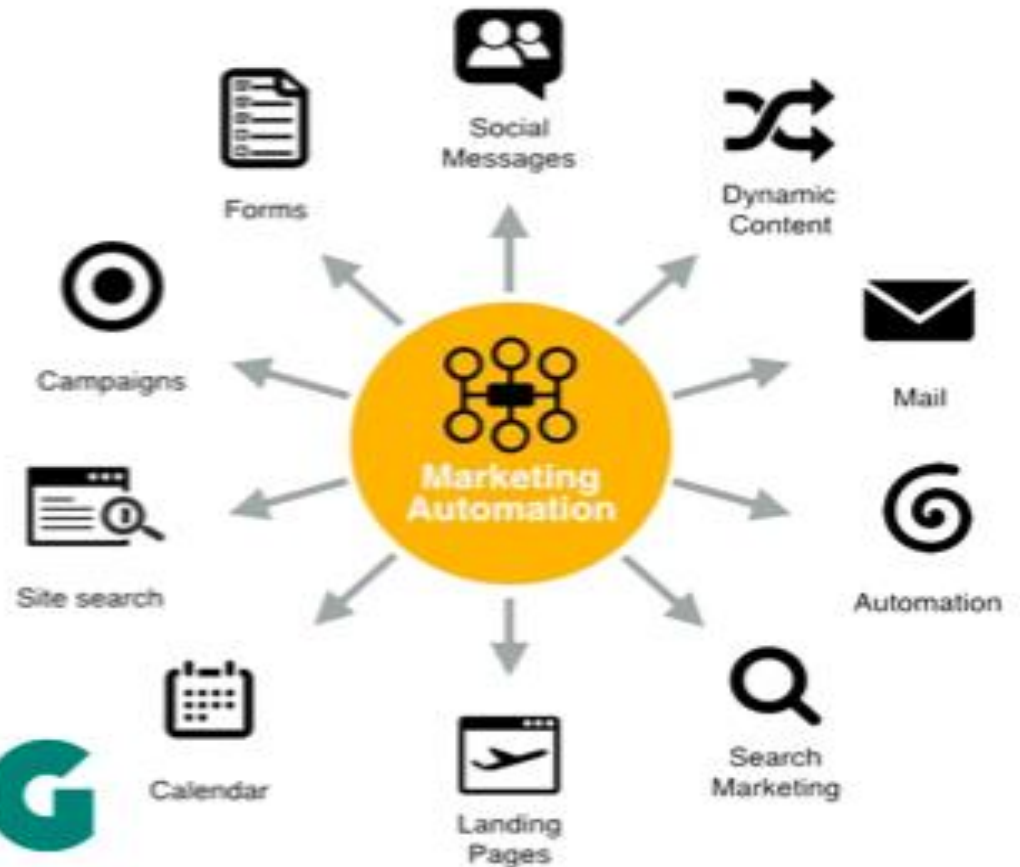 Social
Messages
Forms
Dynamic
Content
Campaigns
Mail
Marketing
Automation
Site search
Automation
Calendar
Search
Marketing
Landing
Pages
G